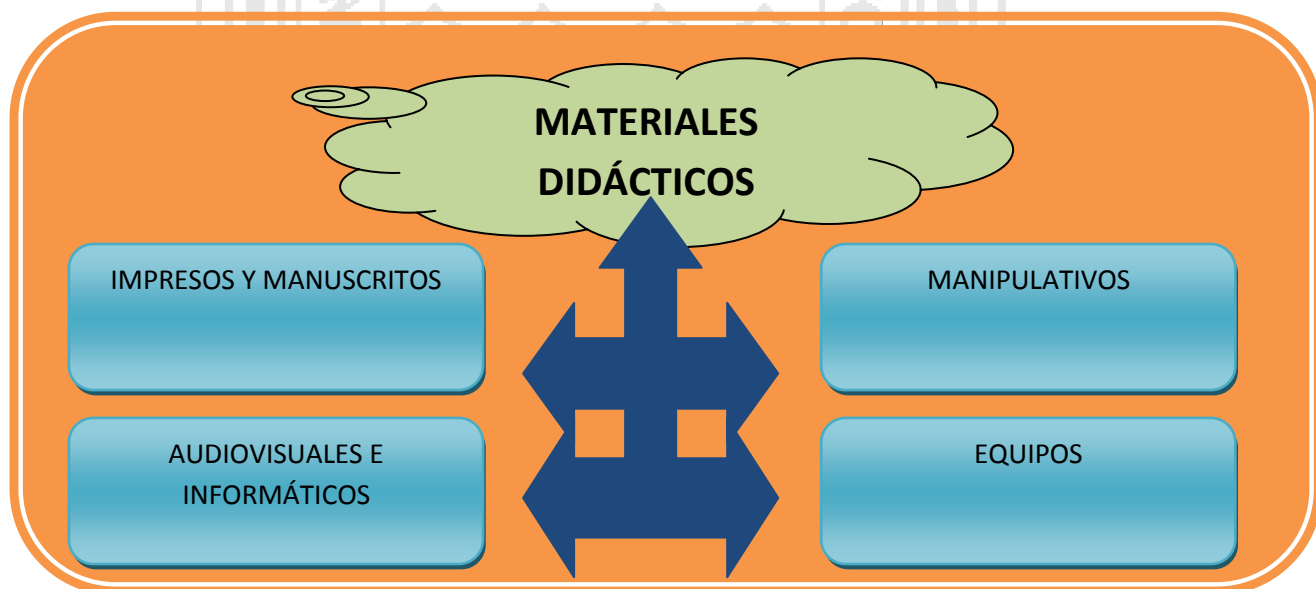 MATERIALES
DIDÁCTICOS
IMPRESOS Y MANUSCRITOS
MANIPULATIVOS
AUDIOVISUALES E
INFORMÁTICOS
EQUIPOS